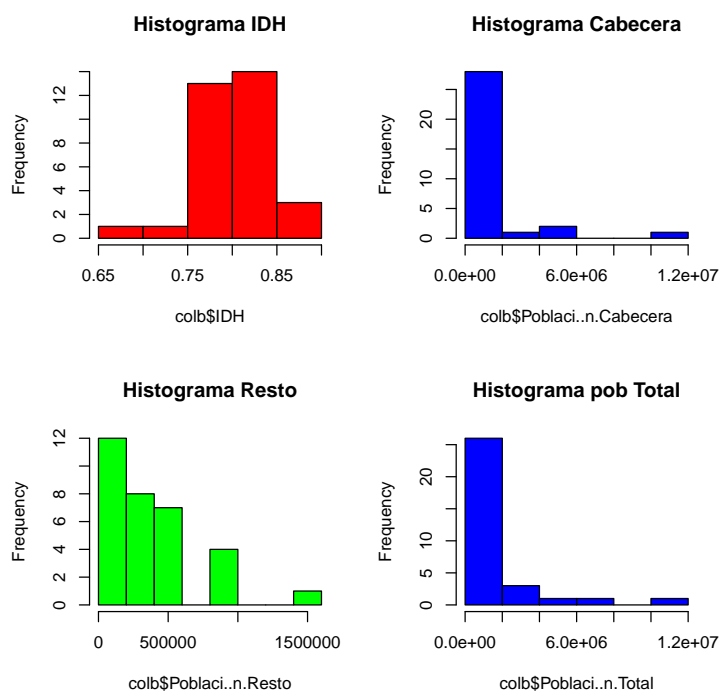 Histograma IDH
Frequency
0 2 4 6 8 12
0.65 0.75 0.85
colb$IDH
Histograma Cabecera
Frequency
0 5 10 20
0.0e+00 6.0e+06 1.2e+07
colb$Poblaci..n.Cabecera
Histograma Resto
Frequency
0 2 4 6 8 12
0 500000 1500000
colb$Poblaci..n.Resto
Histograma pob Total
Frequency
0 5 10 20
0.0e+00 6.0e+06 1.2e+07
colb$Poblaci..n.Total